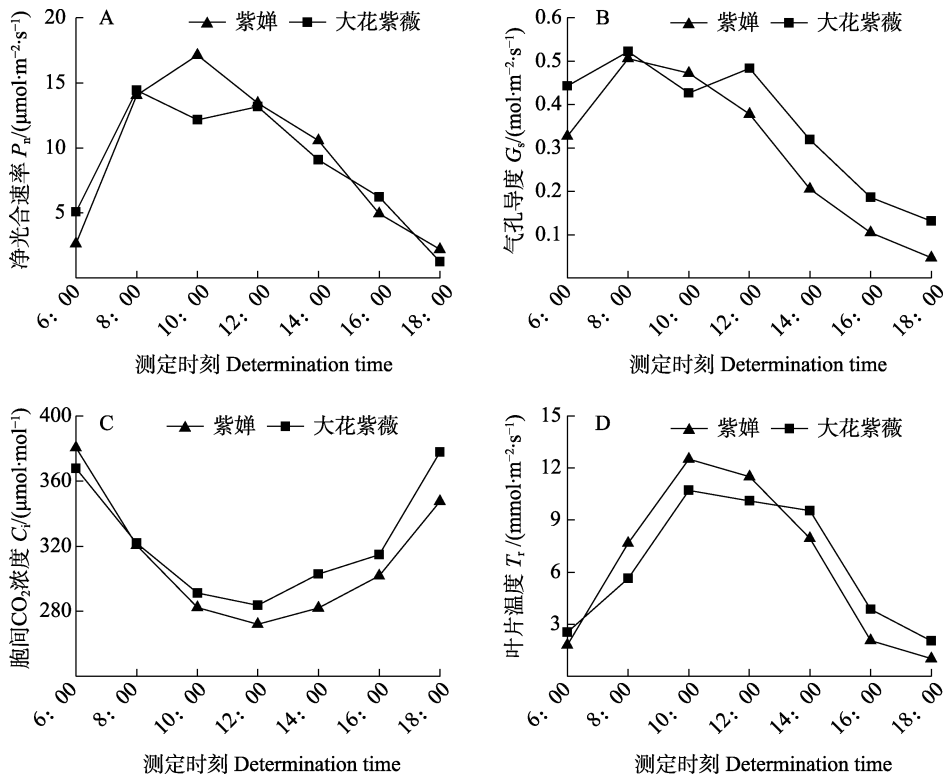 A
紫婵 大花紫薇
净光合速率 Pn/(μmol·m−2·s−1)
20
15
10
5
6：00 8：00 10：00 12：00 14：00 16：00 18：00
测定时刻 Determination time
B
紫婵 大花紫薇
气孔导度 Gs/(mol·m−2·s−1)
0.6
0.5
0.4
0.3
0.2
0.1
6：00 8：00 10：00 12：00 14：00 16：00 18：00
测定时刻 Determination time
C
紫婵 大花紫薇
胞间CO2浓度 Ci/(μmol·mol−1)
400
360
320
280
6：00 8：00 10：00 12：00 14：00 16：00 18：00
测定时刻 Determination time
D
紫婵 大花紫薇
叶片温度 Tr /(mmol·m−2·s−1)
15
12
9
6
3
6：00 8：00 10：00 12：00 14：00 16：00 18：00
测定时刻 Determination time